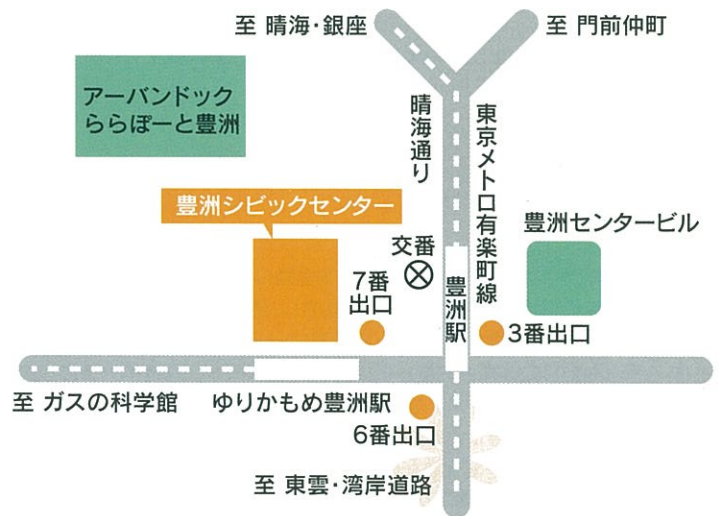 至 晴海・銀座
至 門前仲町
アーバンドック
ららぽーと豊洲
晴海通り
東京メトロ有楽町線
豊洲シビックセンター
豊洲センタービル
交番
7番
出口
豊洲駅
3番出口
至 ガスの科学館
ゆりかもめ豊洲駅
6番出口
至 東雲・湾岸道路